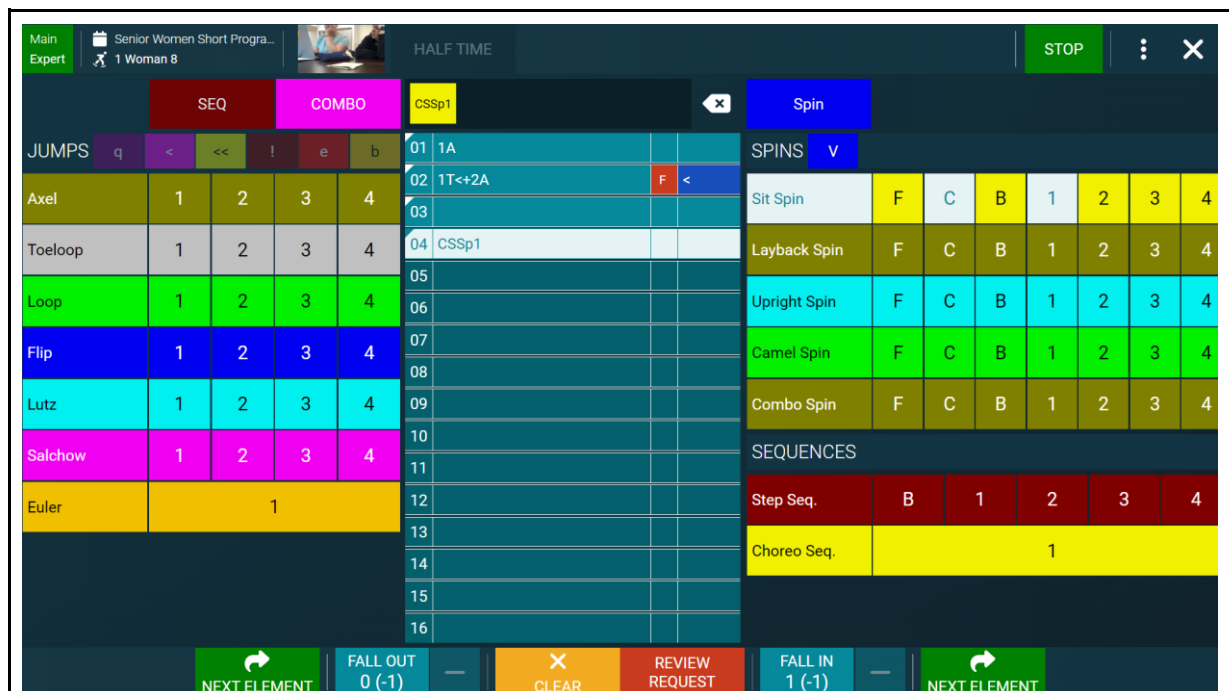 Main
Expert
Senior Women Short Progra...
1 Woman 8
HALF TIME
STOP
SEQ
COMBO
CSSp1
Spin
JUMPS q < << ! e b
Axel 1 2 3 4
Toeloop 1 2 3 4
Loop 1 2 3 4
Flip 1 2 3 4
Lutz 1 2 3 4
Salchow 1 2 3 4
Euler 1
01 1A
02 1T<+2A F <
03
04 CSSp1
05
06
07
08
09
10
11
12
13
14
15
16
SPINS V
Sit Spin F C B 1 2 3 4
Layback Spin F C B 1 2 3 4
Upright Spin F C B 1 2 3 4
Camel Spin F C B 1 2 3 4
Combo Spin F C B 1 2 3 4
SEQUENCES
Step Seq. B 1 2 3 4
Choreo Seq. 1
NEXT ELEMENT
FALL OUT
0 (-1)
CLEAR
REVIEW
REQUEST
FALL IN
1 (-1)
NEXT ELEMENT